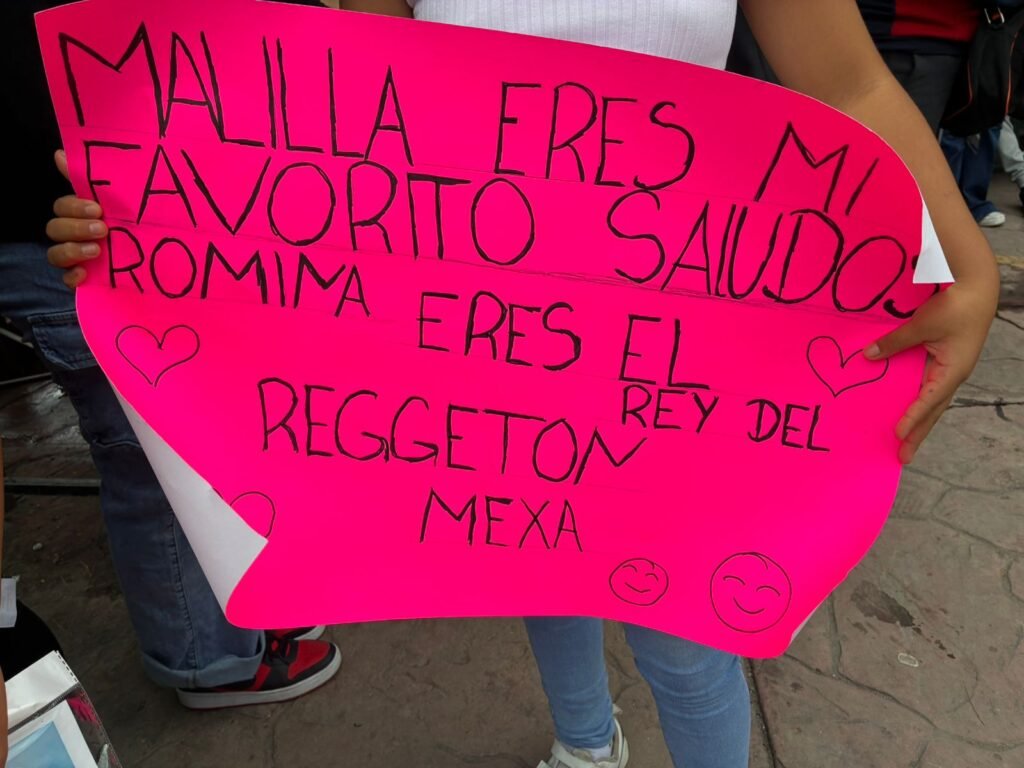 MALILLA ERES MI
FAVORITO SALUDOS
ROMINA ERES EL
REY DEL
REGGETON
MEXA